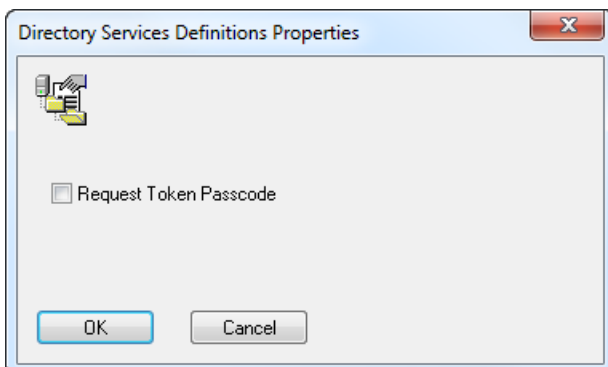 Directory Services Definitions Properties
Request Token Passcode
OK Cancel